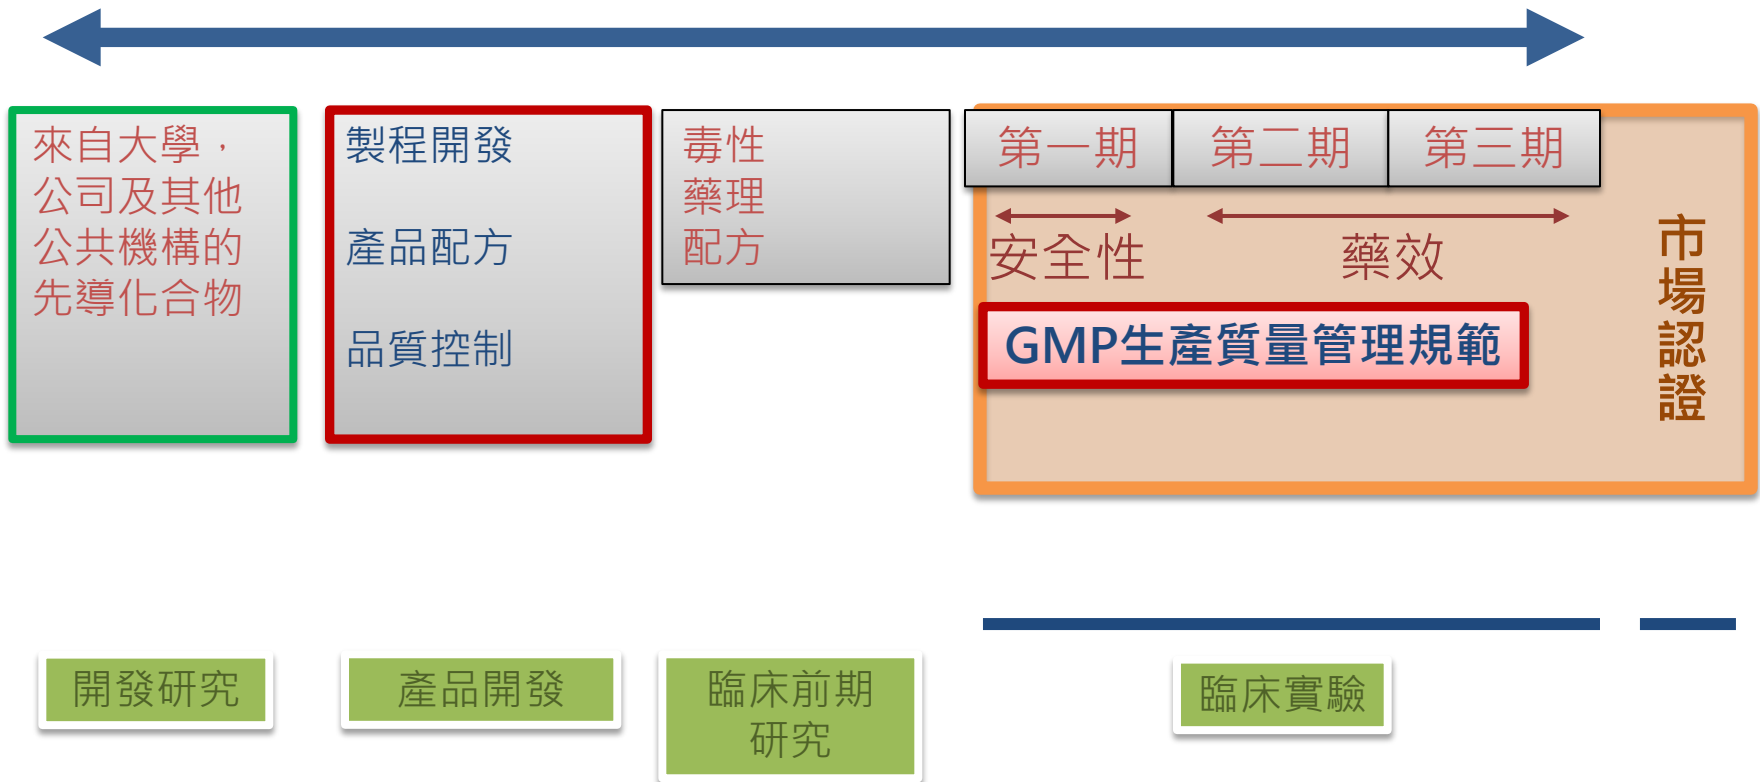 來自大學，
公司及其他
公共機構的
先導化合物
製程開發
產品配方
品質控制
毒性
藥理
配方
第一期
第二期
第三期
安全性
藥效
GMP生產質量管理規範
市場認證
開發研究
產品開發
臨床前期
研究
臨床實驗